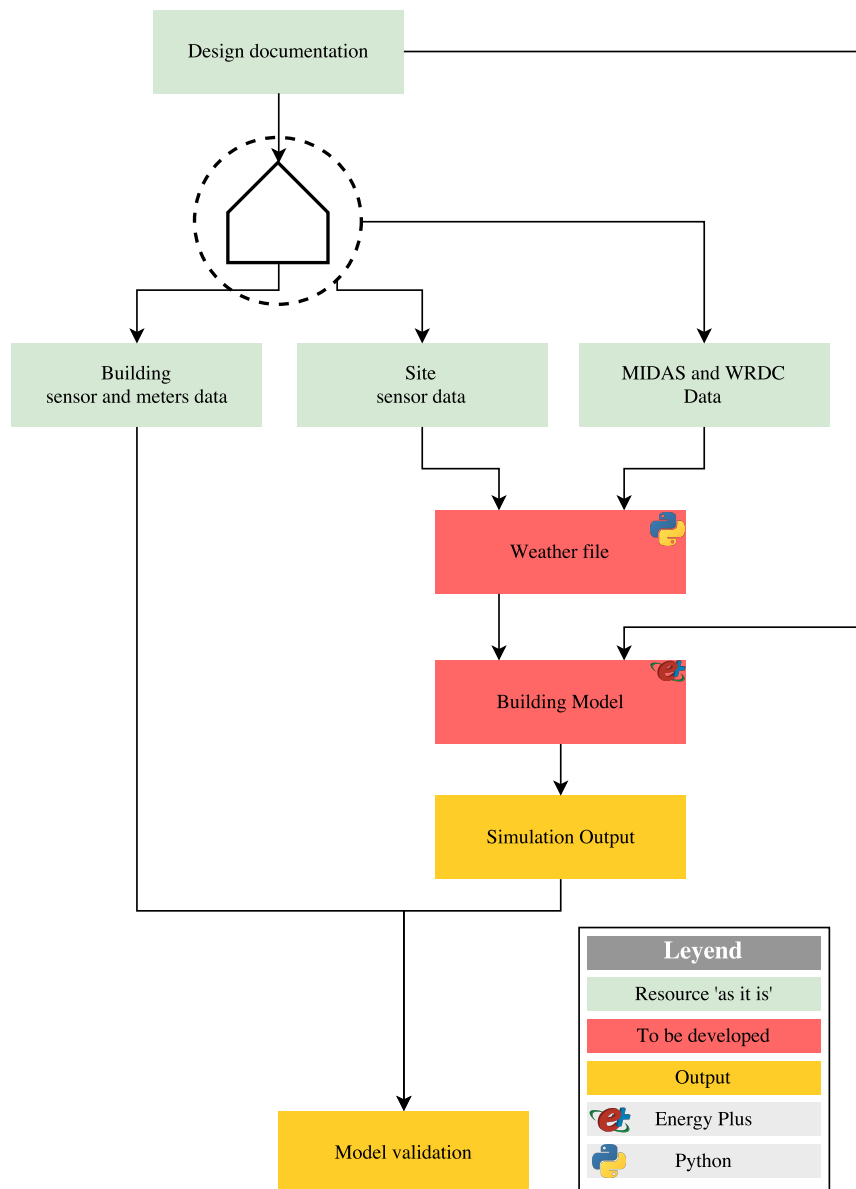 Design documentation
Building
sensor and meters data
Site
sensor data
MIDAS and WRDC
Data
Weather file
Building Model
Simulation Output
Model validation
Leyend
Resource 'as it is'
To be developed
Output
Energy Plus
Python